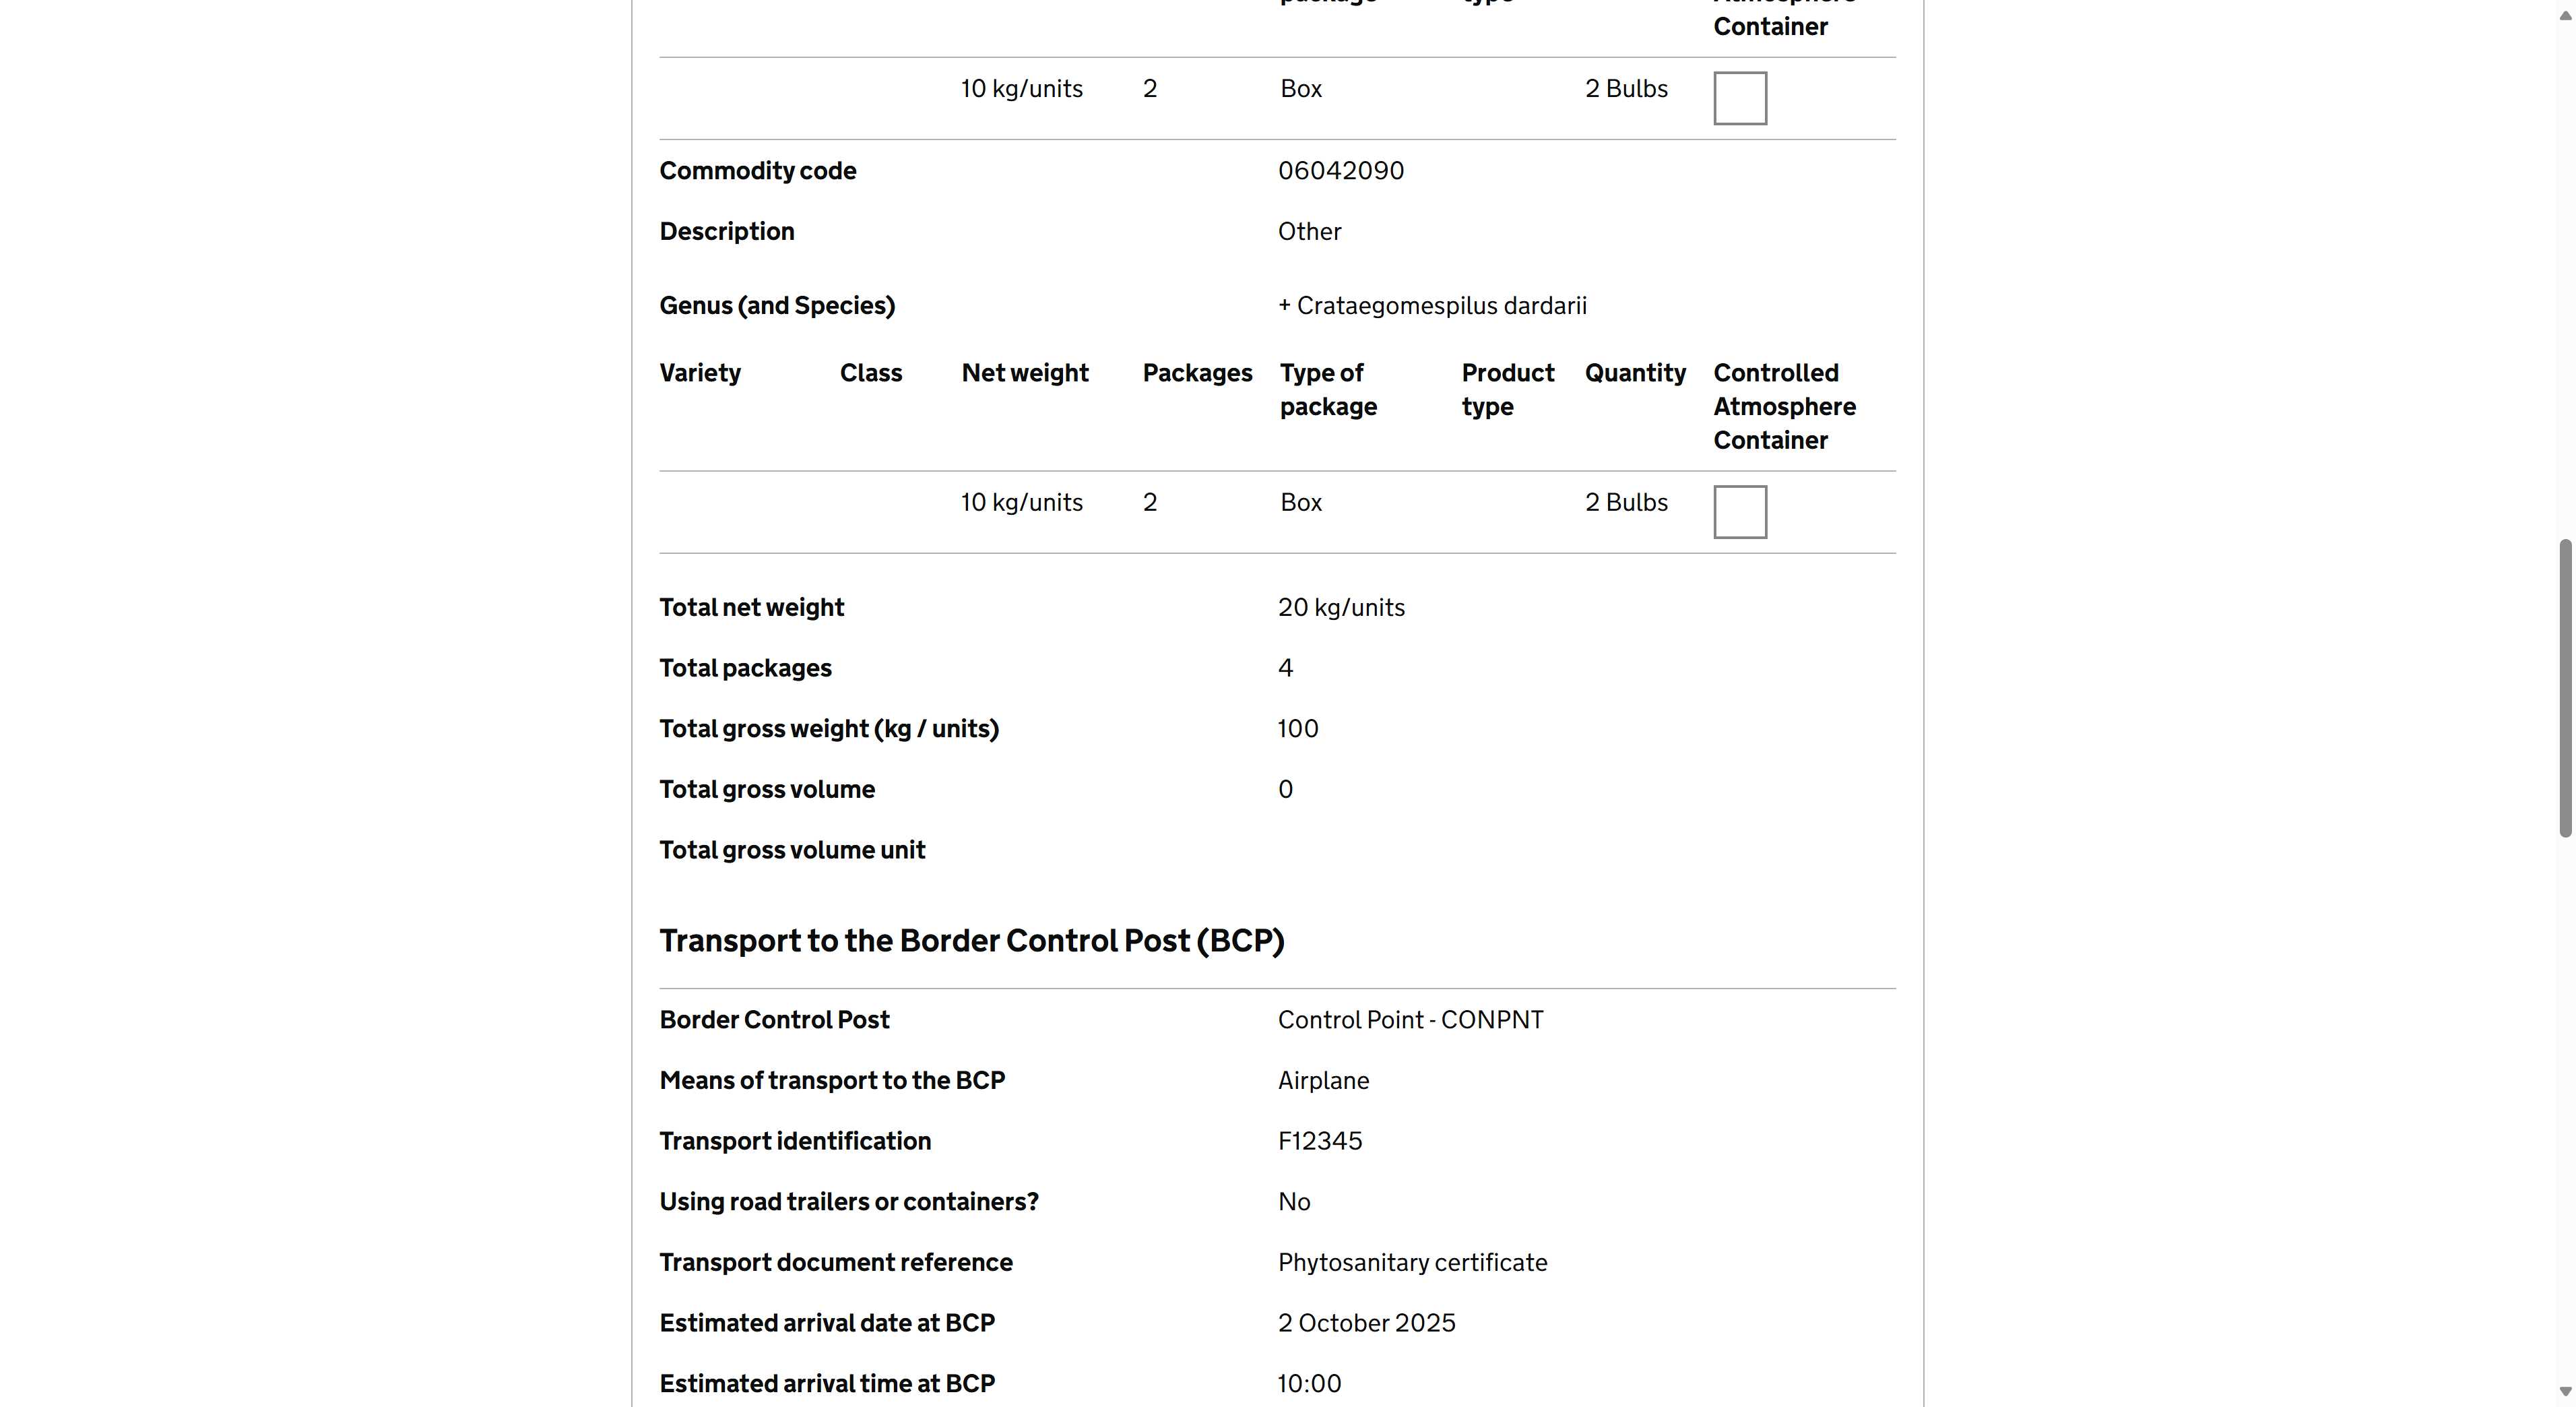 package type Atmosphere
Container
10 kg/units 2 Box 2 Bulbs
Commodity code 06042090
Description Other
Genus (and Species) + Crataegomespilus dardarii
Variety Class Net weight Packages Type of package Product type Quantity Controlled Atmosphere Container
10 kg/units 2 Box 2 Bulbs
Total net weight 20 kg/units
Total packages 4
Total gross weight (kg / units) 100
Total gross volume 0
Total gross volume unit
Transport to the Border Control Post (BCP)
Border Control Post Control Point - CONPNT
Means of transport to the BCP Airplane
Transport identification F12345
Using road trailers or containers? No
Transport document reference Phytosanitary certificate
Estimated arrival date at BCP 2 October 2025
Estimated arrival time at BCP 10:00